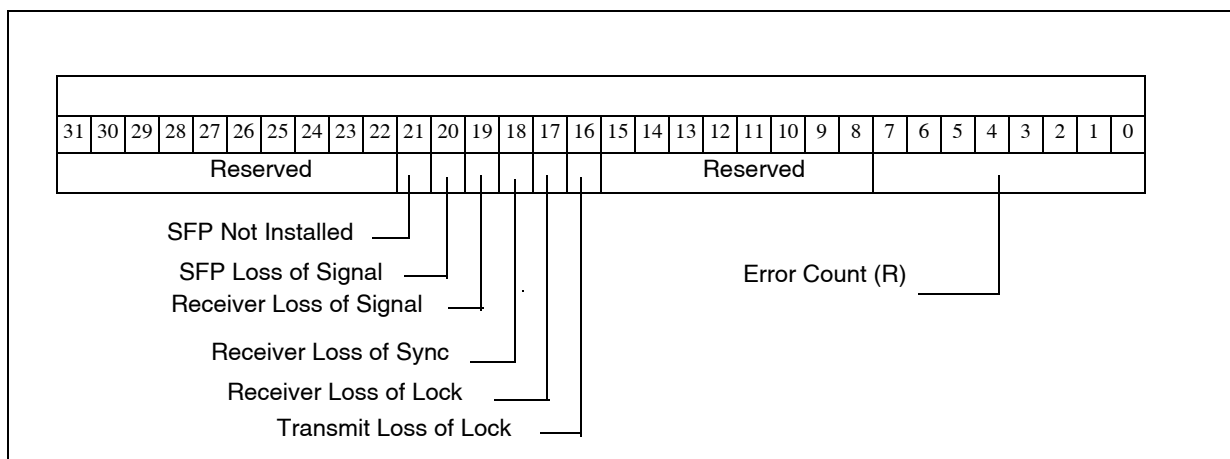 31 30 29 28 27 26 25 24 23 22 21 20 19 18 17 16 15 14 13 12 11 10 9 8 7 6 5 4 3 2 1 0
Reserved Reserved
SFP Not Installed
SFP Loss of Signal
Error Count (R)
Receiver Loss of Signal
Receiver Loss of Sync
Receiver Loss of Lock
Transmit Loss of Lock